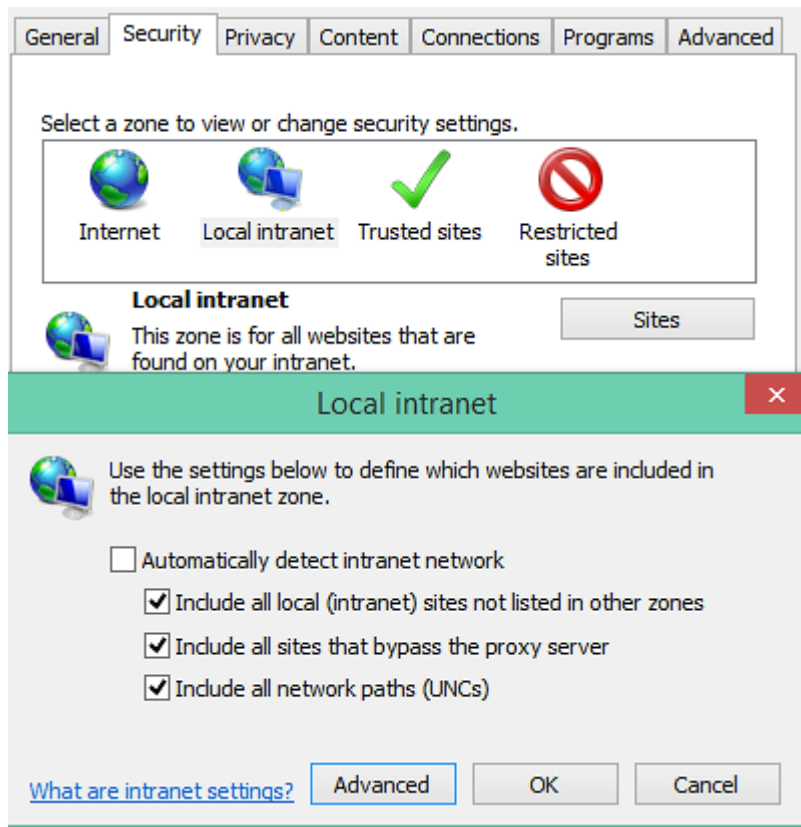 General Security Privacy Content Connections Programs Advanced
Select a zone to view or change security settings.
Internet Local intranet Trusted sites Restricted
sites
Local intranet
Sites
This zone is for all websites that are
found on your intranet.
Local intranet
Use the settings below to define which websites are included in
the local intranet zone.
Automatically detect intranet network
Include all local (intranet) sites not listed in other zones
Include all sites that bypass the proxy server
Include all network paths (UNCs)
What are intranet settings? Advanced OK Cancel